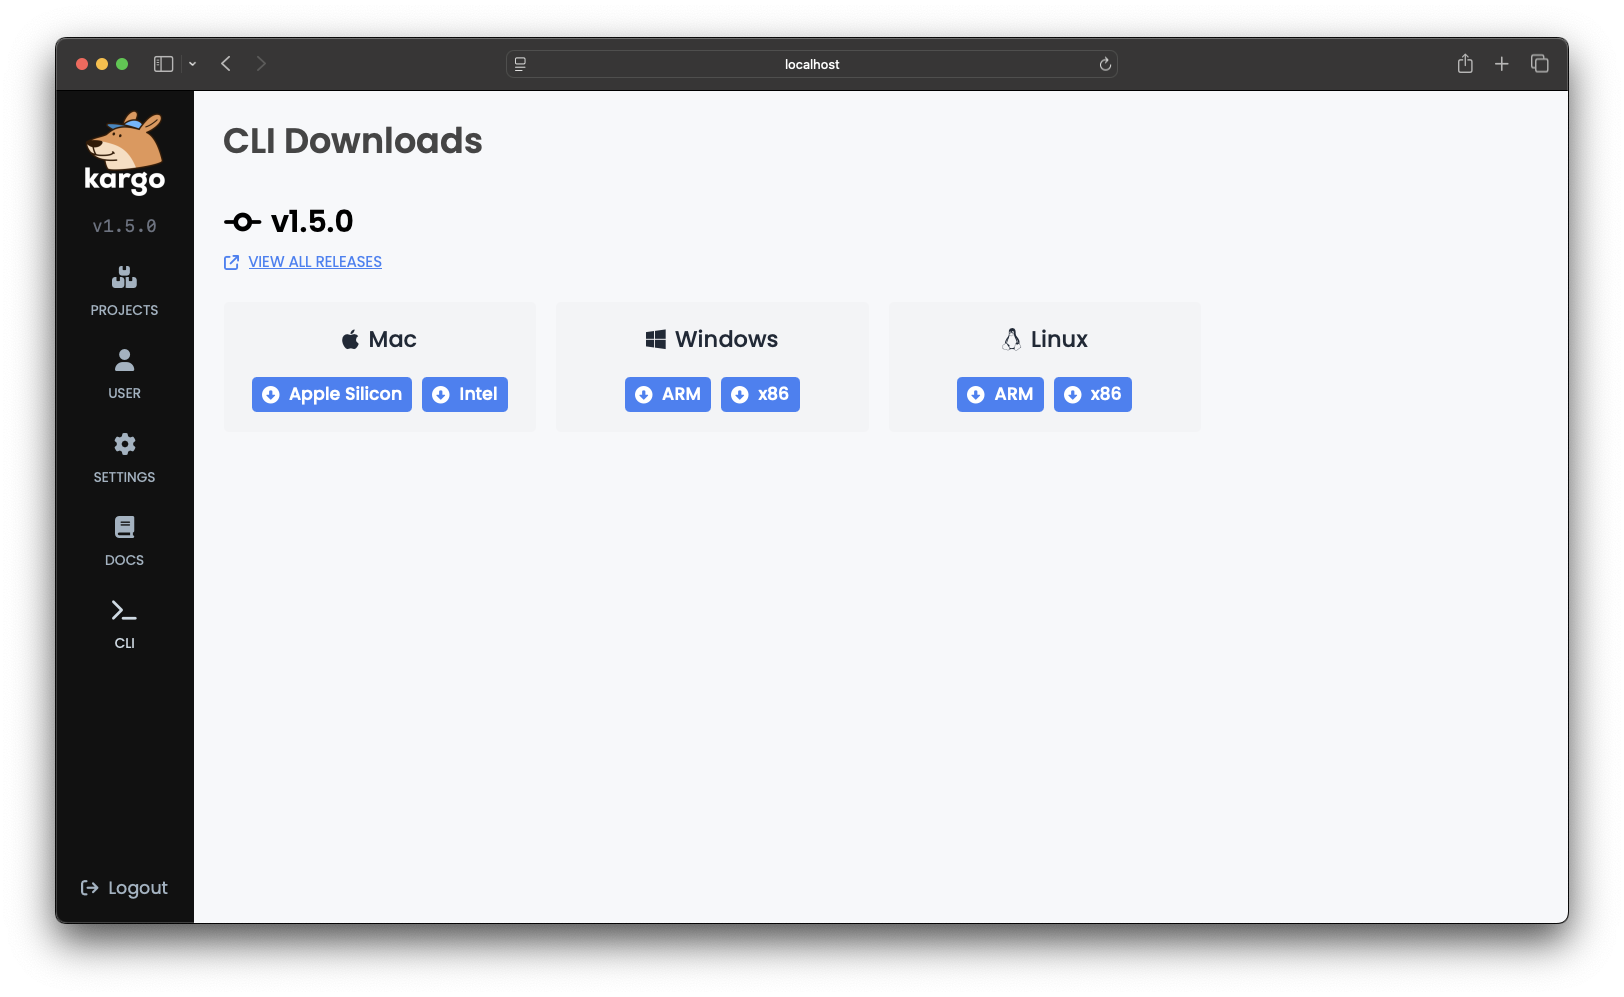 localhost
kargo
v1.5.0
PROJECTS
USER
SETTINGS
DOCS
CLI
Logout
CLI Downloads
v1.5.0
VIEW ALL RELEASES
Mac
Apple Silicon
Intel
Windows
ARM
x86
Linux
ARM
x86